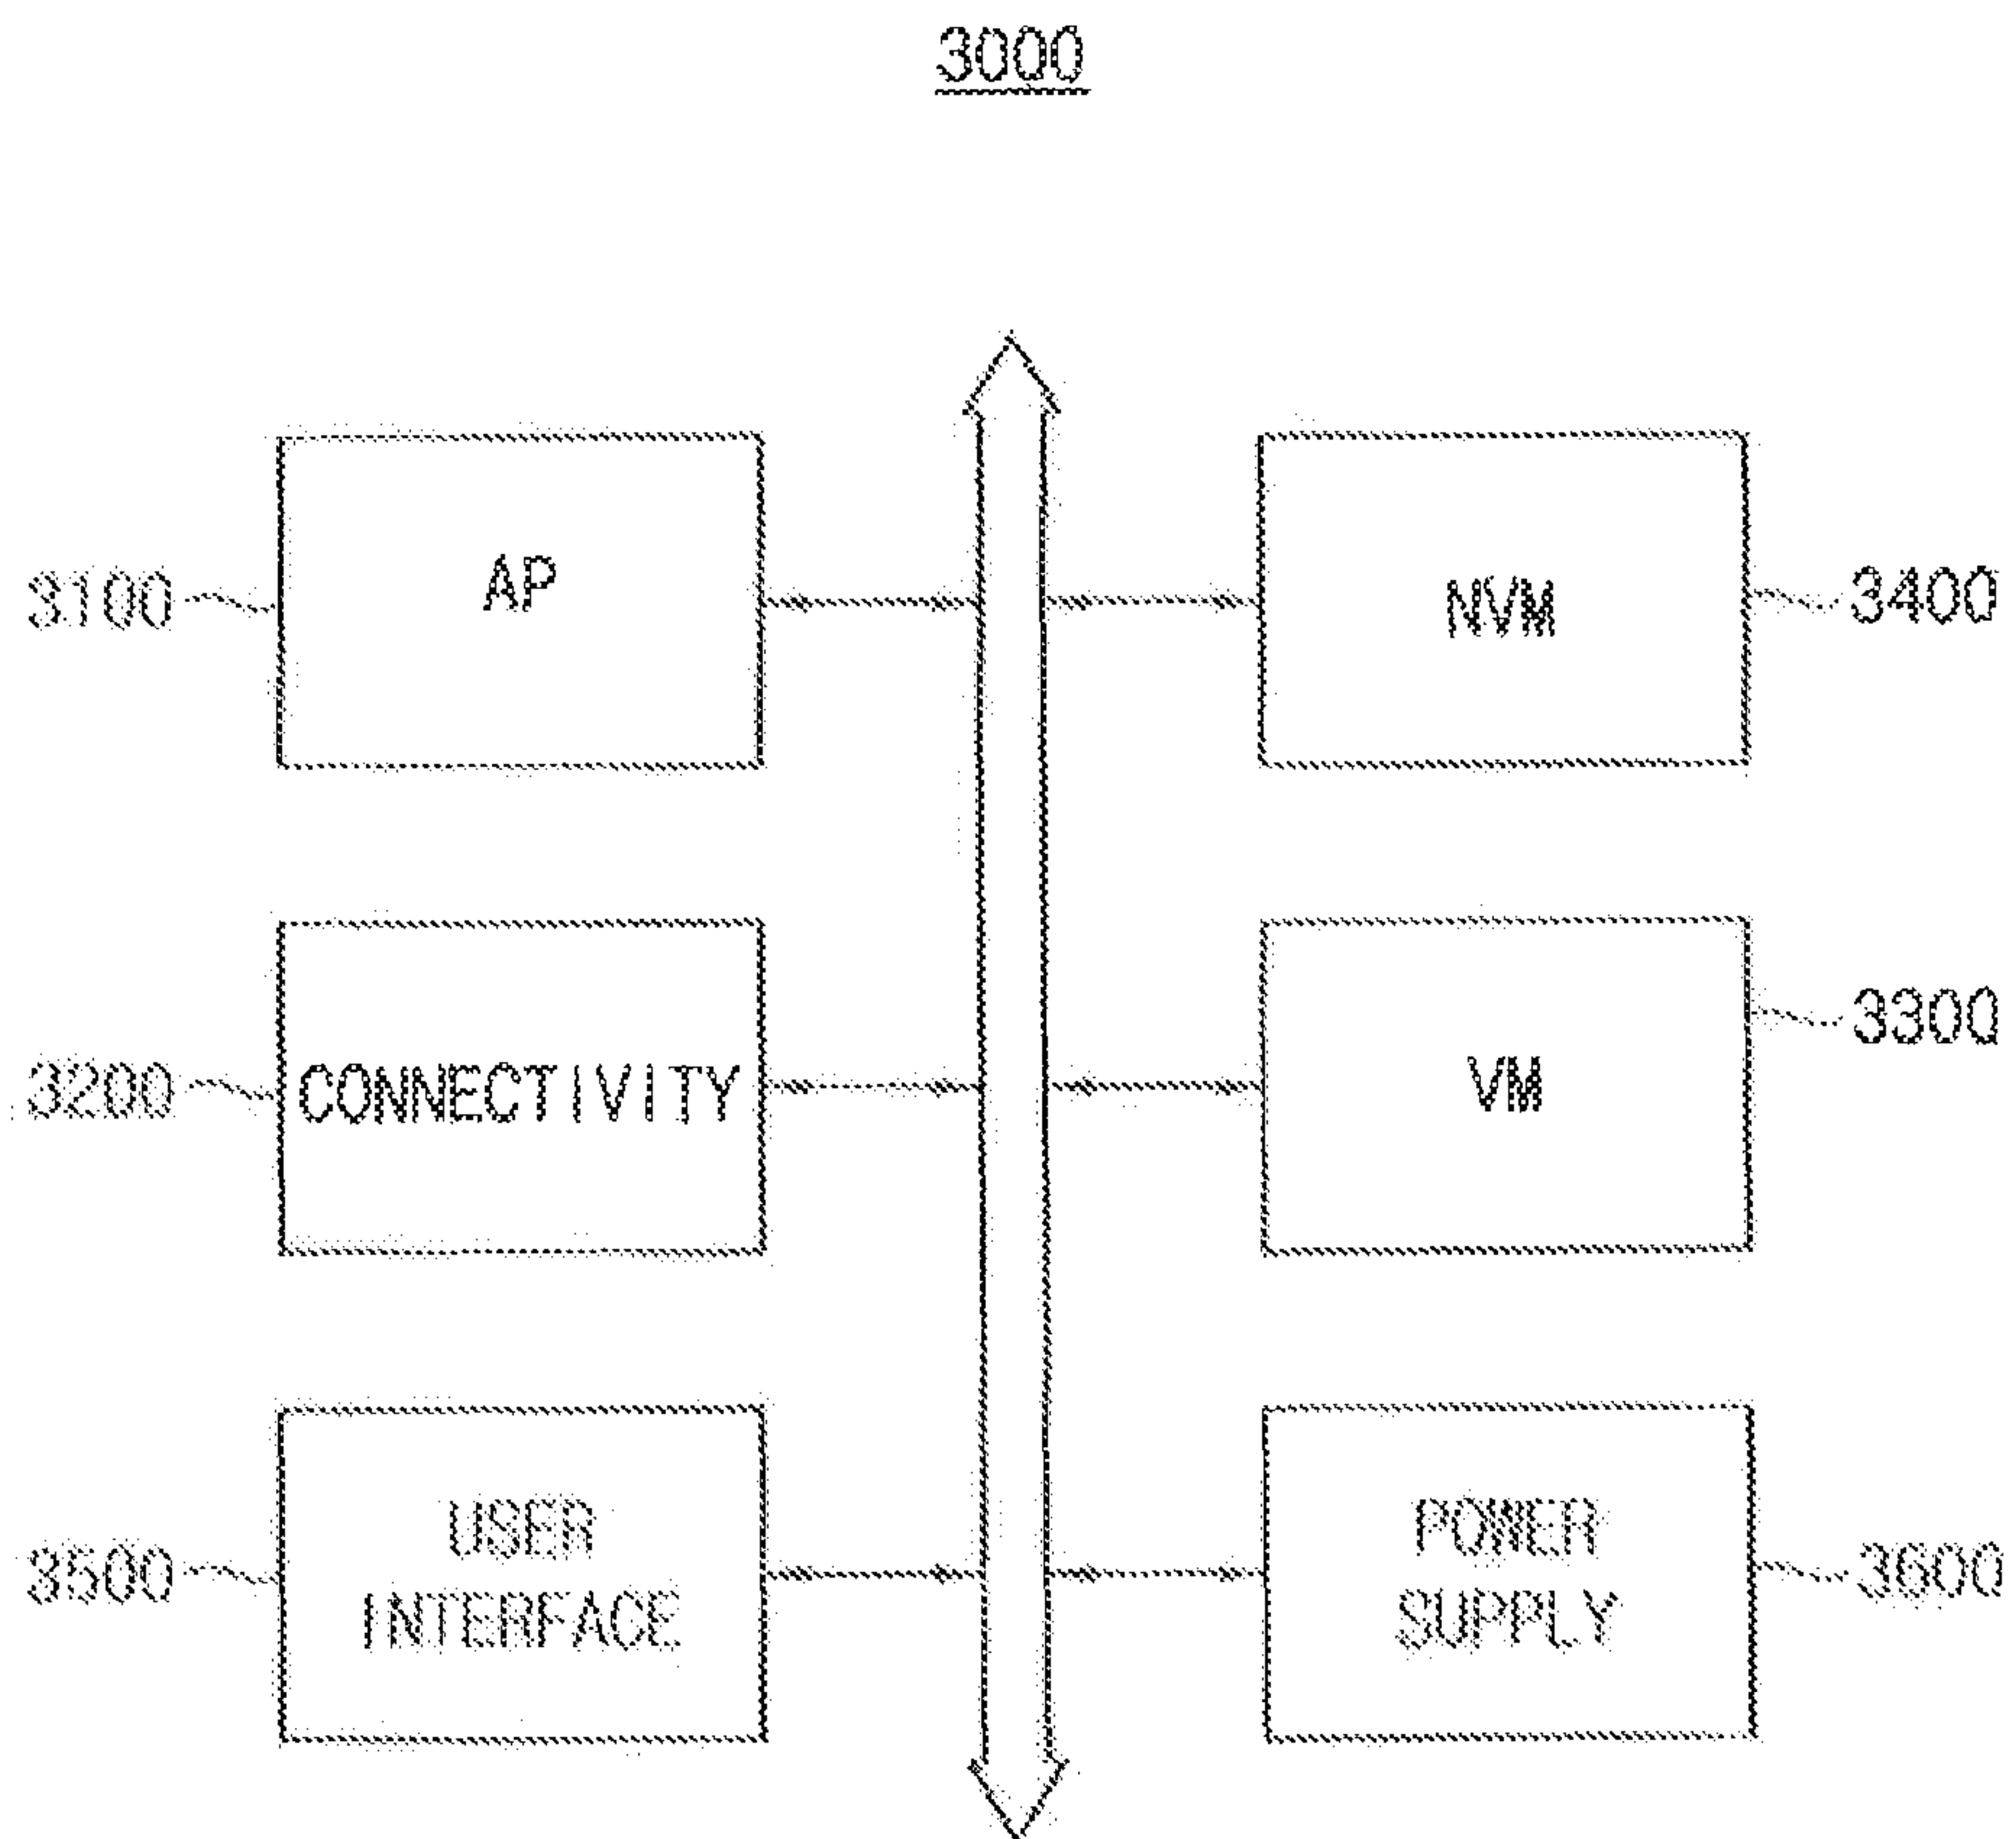 3000
3100
AP
NVM
3400
3200
CONNECTIVITY
VM
3300
3500
USER
INTERFACE
POWER
SUPPLY
3600